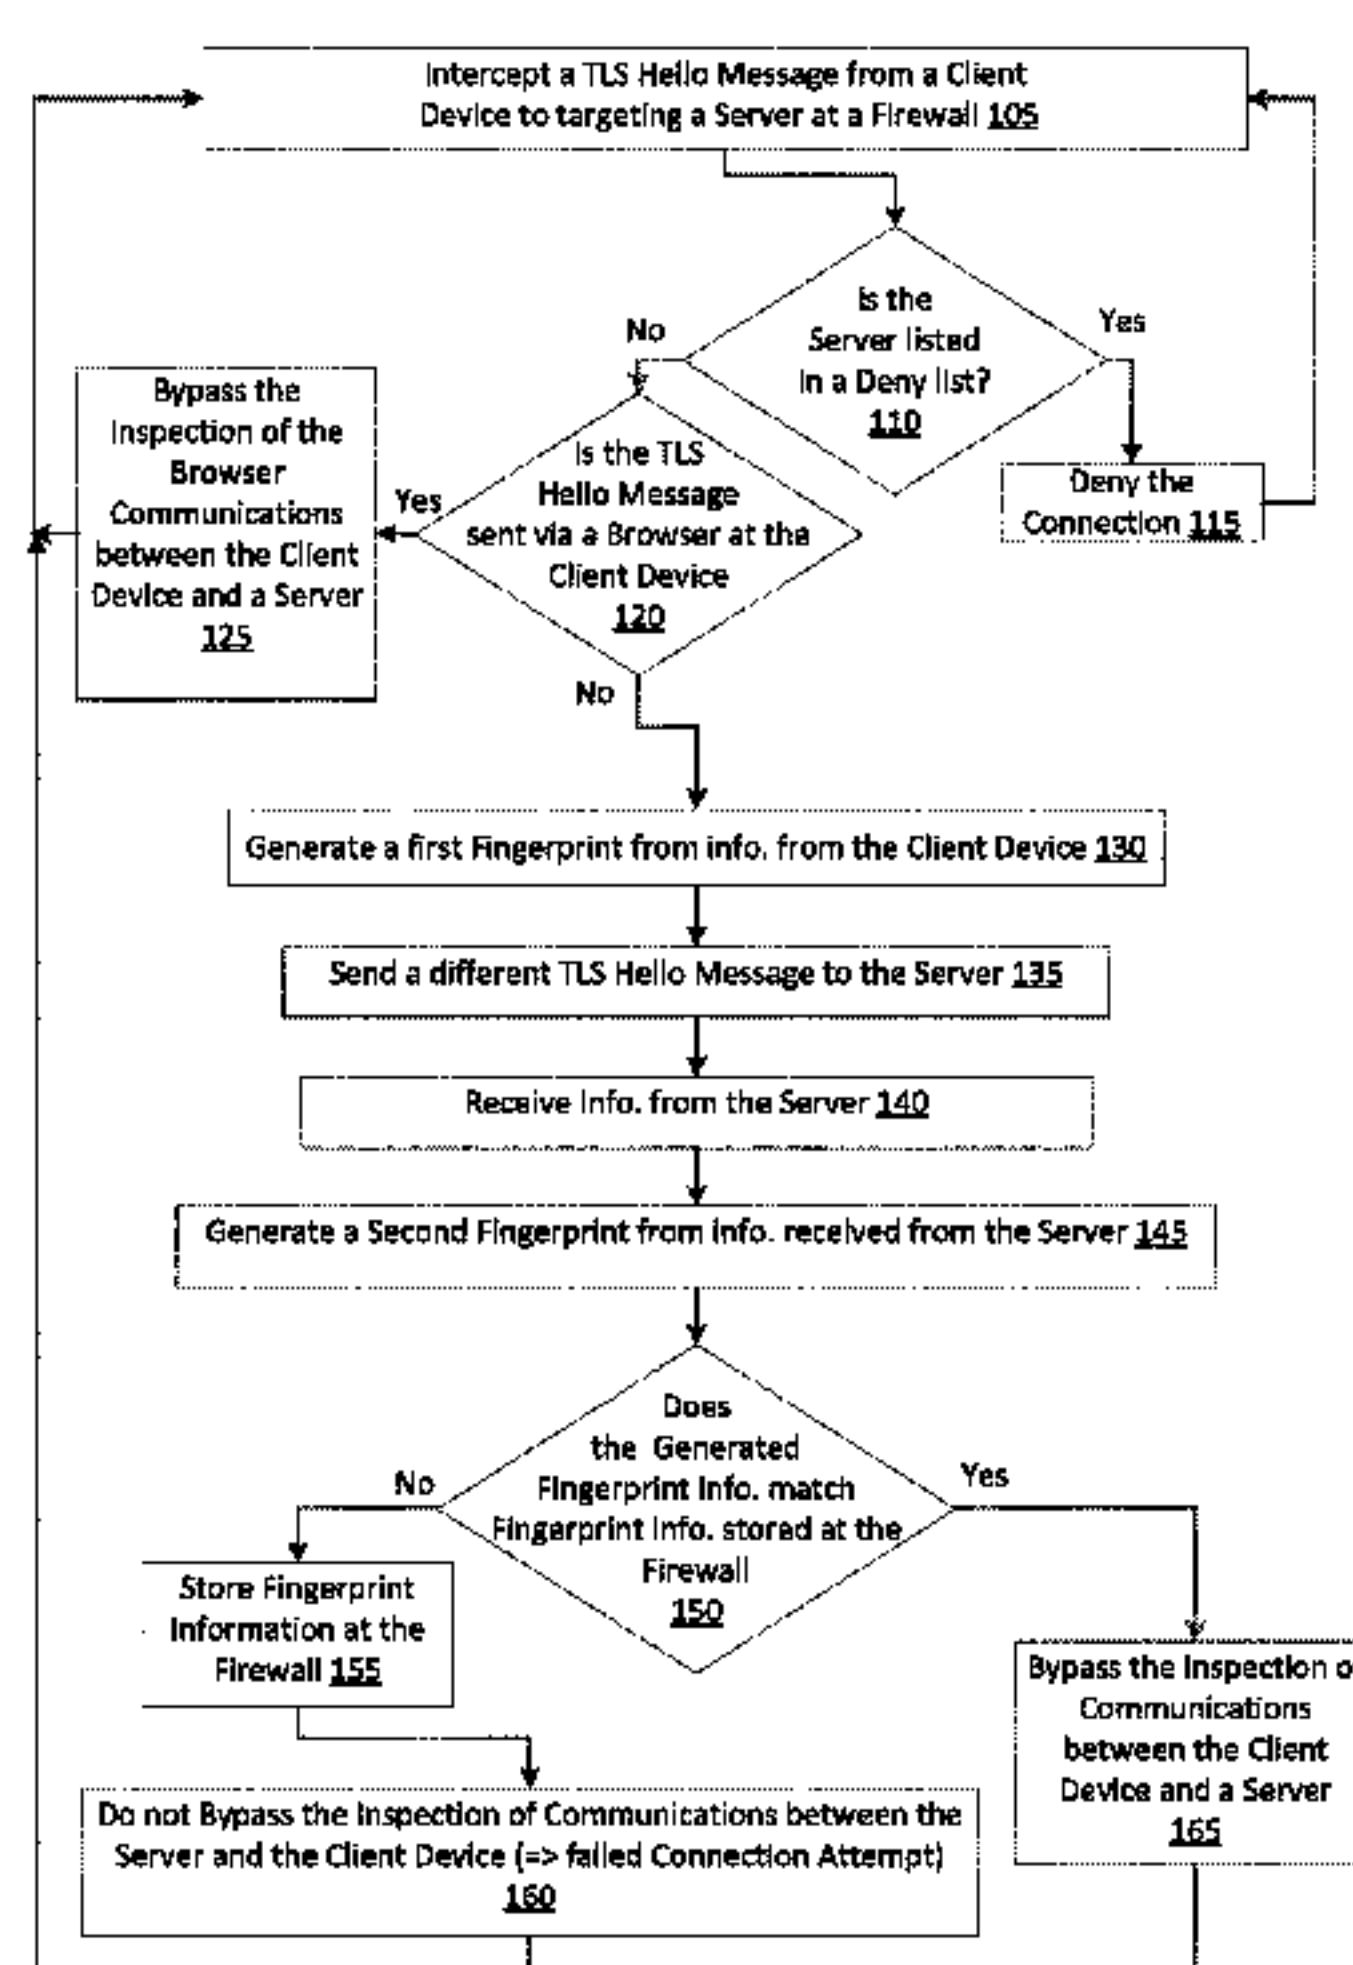 Intercept a TLS Hello Message from a Client
Device to targeting a Server at a Firewall 105
Is the
Server listed
in a Deny list?
110
No
Yes
Deny the
Connection 115
Is the TLS
Hello Message
sent via a Browser at the
Client Device
120
Yes
No
Bypass the
Inspection of the
Browser
Communications
between the Client
Device and a Server
125
Generate a first Fingerprint from info. from the Client Device 130
Send a different TLS Hello Message to the Server 135
Receive Info. from the Server 140
Generate a Second Fingerprint from info. received from the Server 145
Does
the Generated
Fingerprint Info. match
Fingerprint Info. stored at the
Firewall
150
No
Yes
Store Fingerprint
Information at the
Firewall 155
Do not Bypass the Inspection of Communications between the
Server and the Client Device (=> failed Connection Attempt)
160
Bypass the Inspection o
Communications
between the Client
Device and a Server
165